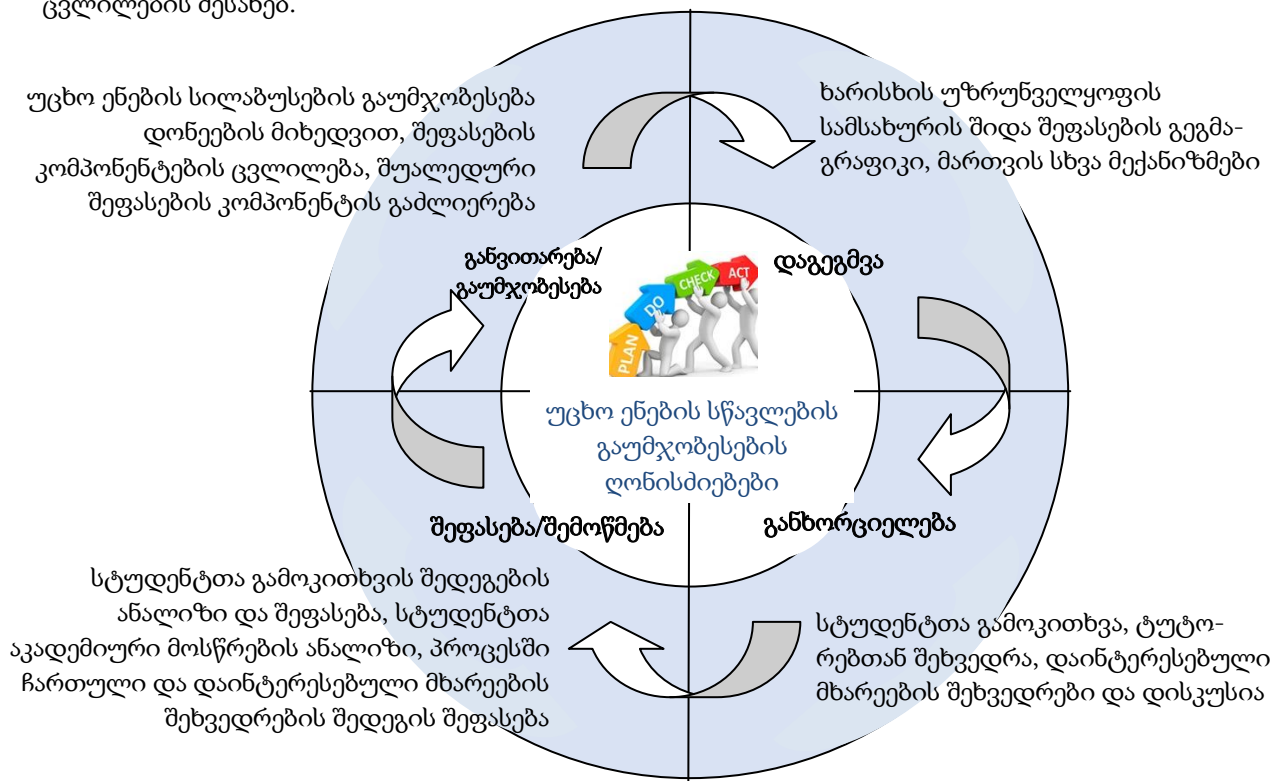 ცვლილების შესახებ.
უცხო ენების სილაბუსების გაუმჯობესება
დონეების მიხედვით, შეფასების
კომპონენტების ცვლილება, შუალედური
შეფასების კომპონენტის გაძლიერება
ხარისხის უზრუნველყოფის
სამსახურის შიდა შეფასების გეგმა-
გრაფიკი, მართვის სხვა მექანიზმები
განვითარება/
გაუმჯობესება
დაგეგმვა
PLAN
DO
CHECK
ACT
უცხო ენების სწავლების
გაუმჯობესების
ღონისძიებები
შეფასება/შემოწმება
განხორციელება
სტუდენტთა გამოკითხვის შედეგების
ანალიზი და შეფასება, სტუდენტთა
აკადემიური მოსწრების ანალიზი, პროცესში
ჩართული და დაინტერესებული მხარეების
შეხვედრების შედეგის შეფასება
სტუდენტთა გამოკითხვა, ტუტო-
რებთან შეხვედრა, დაინტერესებული
მხარეების შეხვედრები და დისკუსია